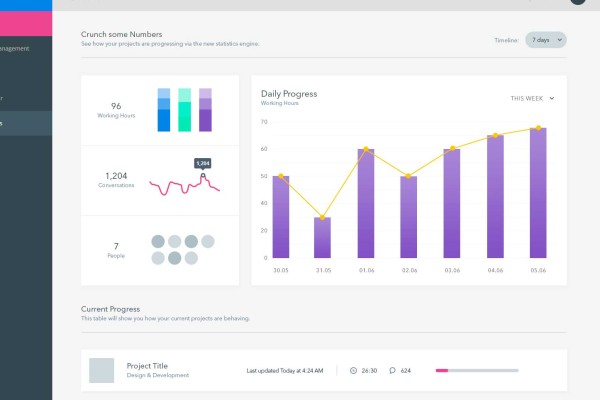 Crunch some Numbers
See how your projects are progressing via the new statistics engine.
Timeline:
7 days
96
Working Hours
1,204
Conversations
1,204
7
People
Daily Progress
Working Hours
THIS WEEK
70
60
50
40
30
20
0
30.05
31.05
01.06
02.06
03.06
04.06
05.06
Current Progress
This table will show you how your current projects are behaving.
Project Title
Design & Development
Last updated Today at 4:24 AM
26:30
624